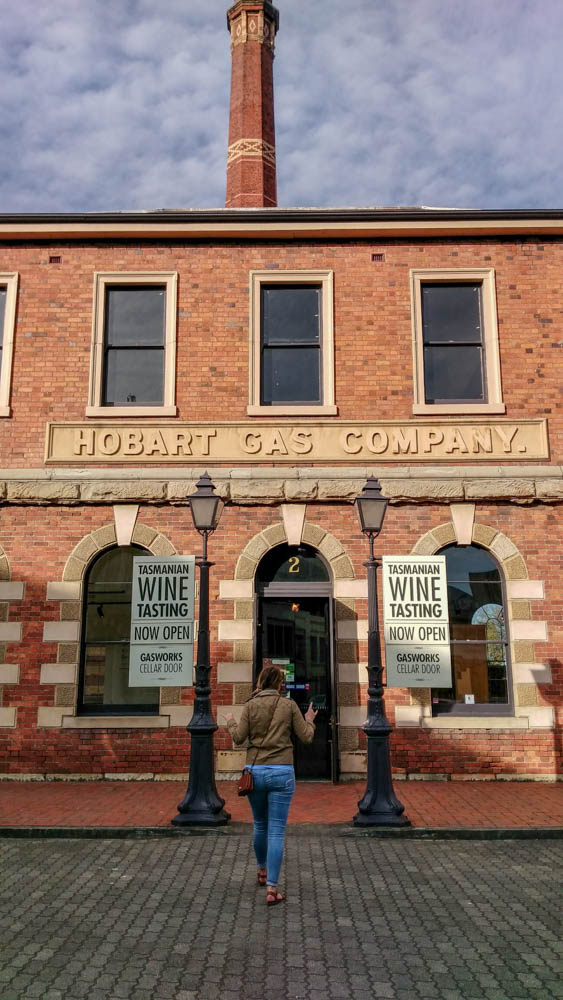 HOBART GAS COMPANY.
2
TASMANIAN
WINE
TASTING
NOW OPEN
GASWORKS
CELLAR DOOR
TASMANIAN
WINE
TASTING
NOW OPEN
GASWORKS
CELLAR DOOR